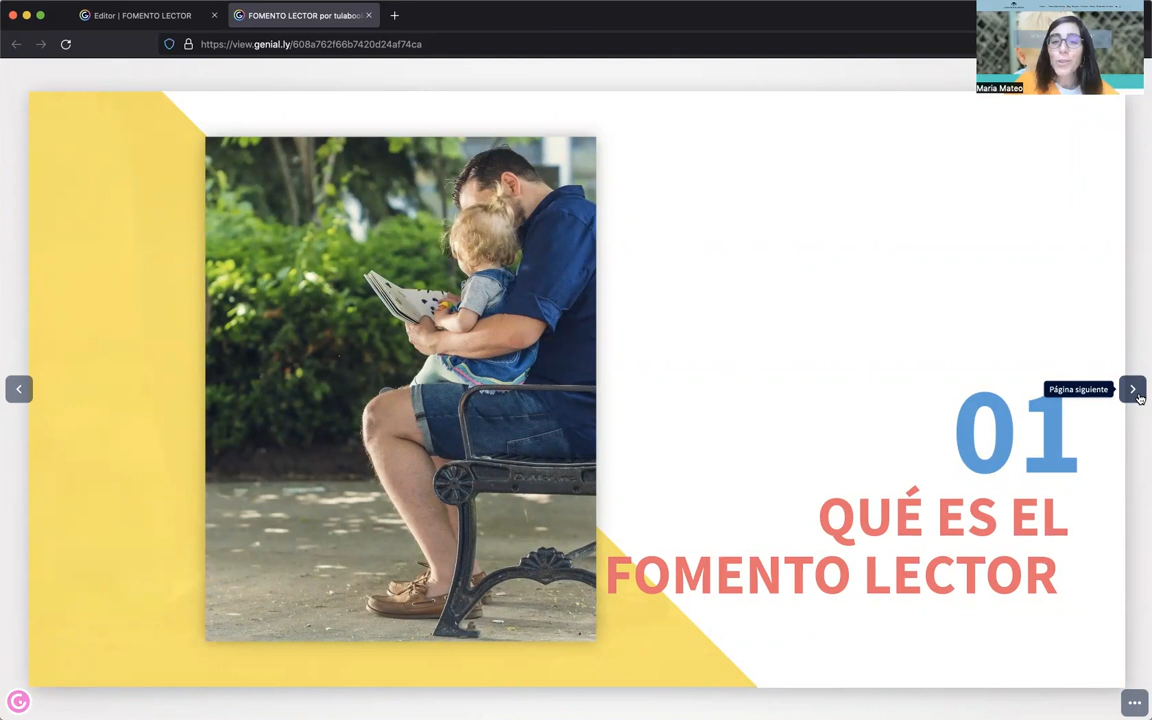 Editor | FOMENTO LECTOR
FOMENTO LECTOR por tulaboo
https://view.genial.ly/608a762f66b7420d24af74ca
Maria Mateo
Página siguiente
01
QUÉ ES EL
FOMENTO LECTOR